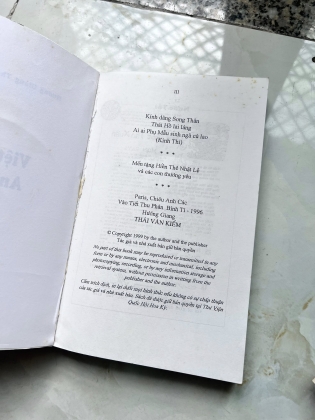 III
Kính dâng Song Thân
Thái Hồ tại tầng
Ai ai Phụ Mẫu sinh ngã cù lao
(Kinh Thi)
* * *
Mến tặng Hiền Thê Nhất Lê
và các con thương yêu
* * *
Paris, Chiêu Anh Các
Vào Tiết Thu Phân, Bính Tí - 1996
Hương Giang
THÁI VĂN KIỂM
© Copyright 1999 by the author and the publisher
Tác giả và nhà xuất bản giữ bản quyền
No part of this book may be reproduced or transmitted in any
form or by any means, electronic and mechanical, including
photocopying, recording, or by any information storage and
retrieval system, without permission in writing from the
publisher and the author.
Cấm trích dịch, in lại dưới mọi hình thức nếu không có sự chấp thuận
của tác giả và nhà xuất bản. Sách đã được giữ bản quyền tại Thư Viện
Quốc Hội Hoa Kỳ.